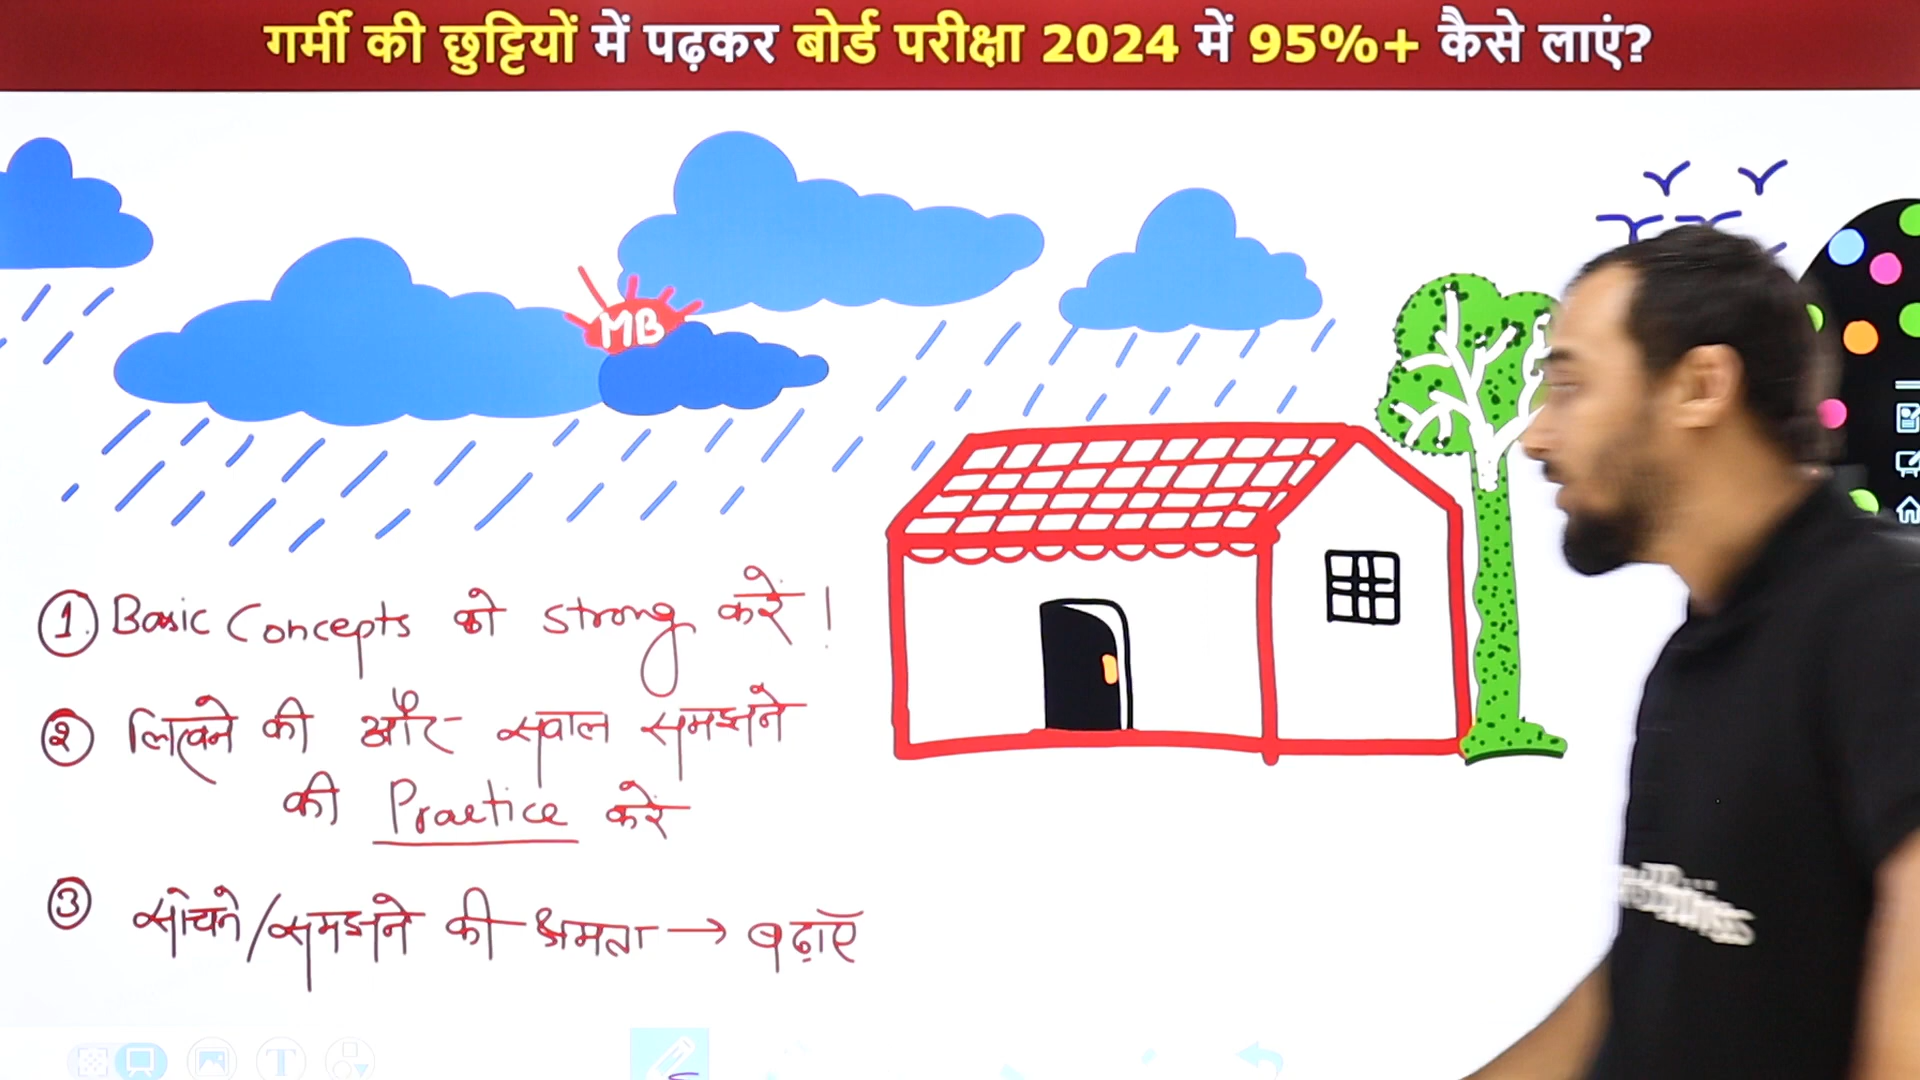 गर्मी की छुट्टियों में पढ़कर बोर्ड परीक्षा 2024 में 95%+ कैसे लाएं?
MB
① Basic Concepts को strong करें !
② लिखने की और सवाल समझने
की Practice करें
③ सोचने/समझने की क्षमता → बढ़ाएँ
T